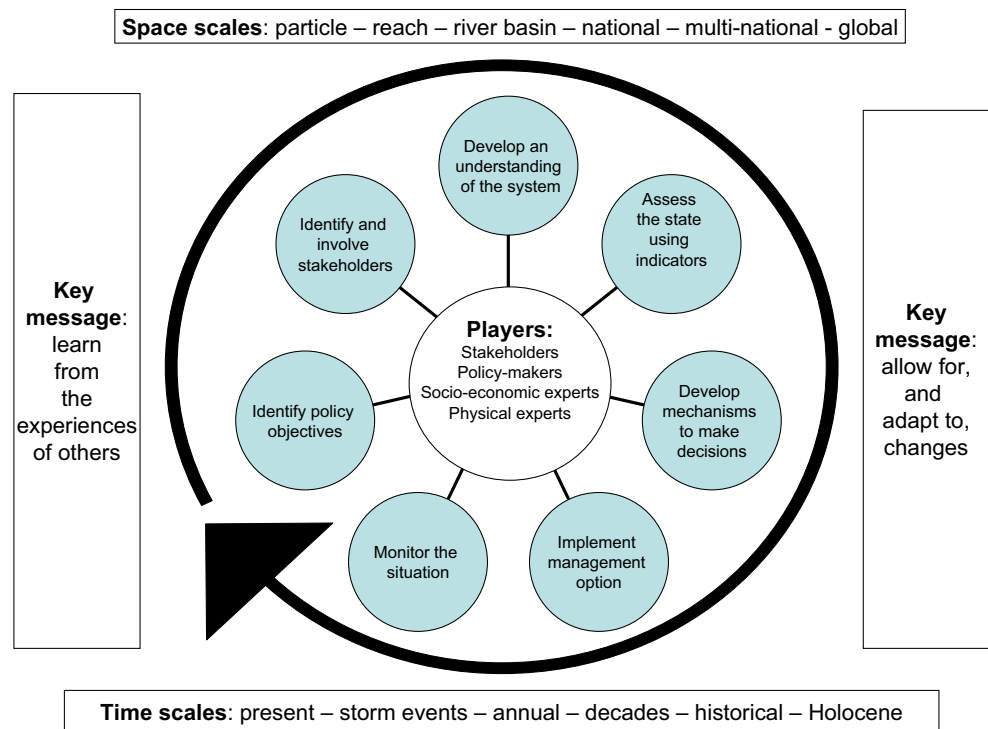 Space scales: particle – reach – river basin – national – multi-national - global
Key
message:
learn
from
the
experiences
of others
Develop an
understanding
of the system
Assess
the state
using
indicators
Develop
mechanisms
to make
decisions
Implement
management
option
Monitor the
situation
Identify policy
objectives
Identify and
involve
stakeholders
Players:
Stakeholders
Policy-makers
Socio-economic experts
Physical experts
Key
message:
allow for,
and
adapt to,
changes
Time scales: present – storm events – annual – decades – historical – Holocene